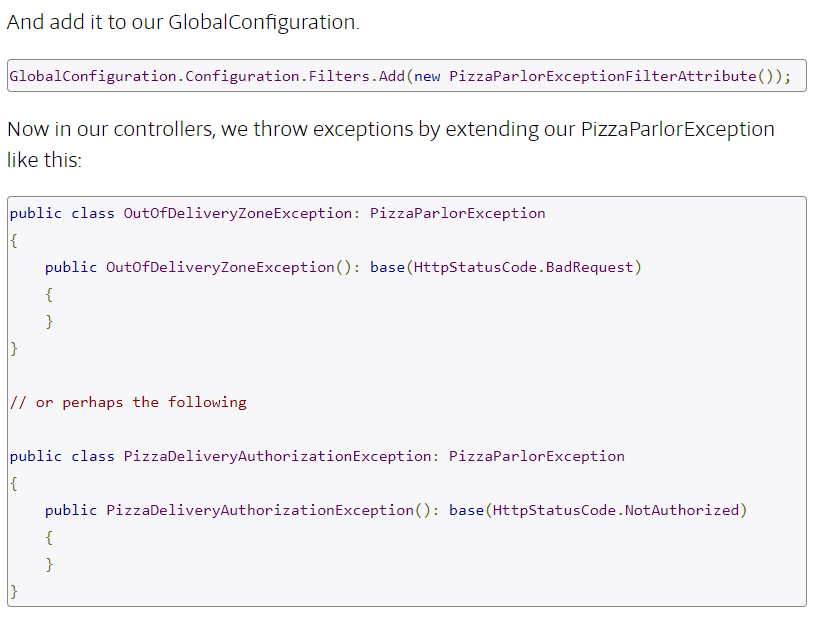 And add it to our GlobalConfiguration.
GlobalConfiguration.Configuration.Filters.Add(new PizzaParlorExceptionFilterAttribute());
Now in our controllers, we throw exceptions by extending our PizzaParlorException
like this:
public class OutOfDeliveryZoneException: PizzaParlorException
{
    public OutOfDeliveryZoneException(): base(HttpStatusCode.BadRequest)
    {
    }
}
// or perhaps the following
public class PizzaDeliveryAuthorizationException: PizzaParlorException
{
    public PizzaDeliveryAuthorizationException(): base(HttpStatusCode.NotAuthorized)
    {
    }
}